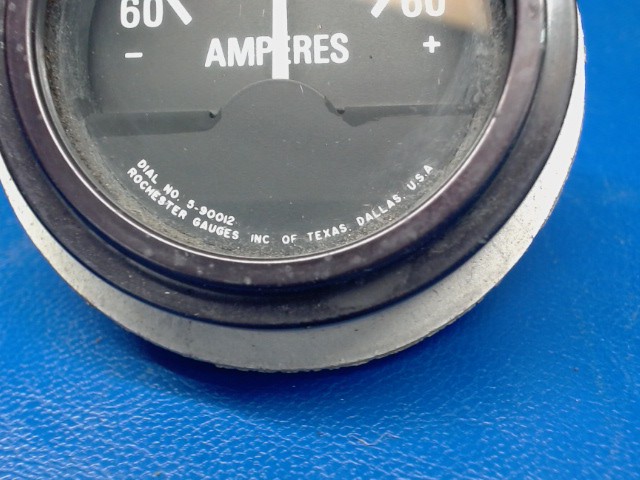 60 60
- AMPERES +
DIAL NO. 5-90012
ROCHESTER GAUGES INC OF TEXAS, DALLAS, U.S.A